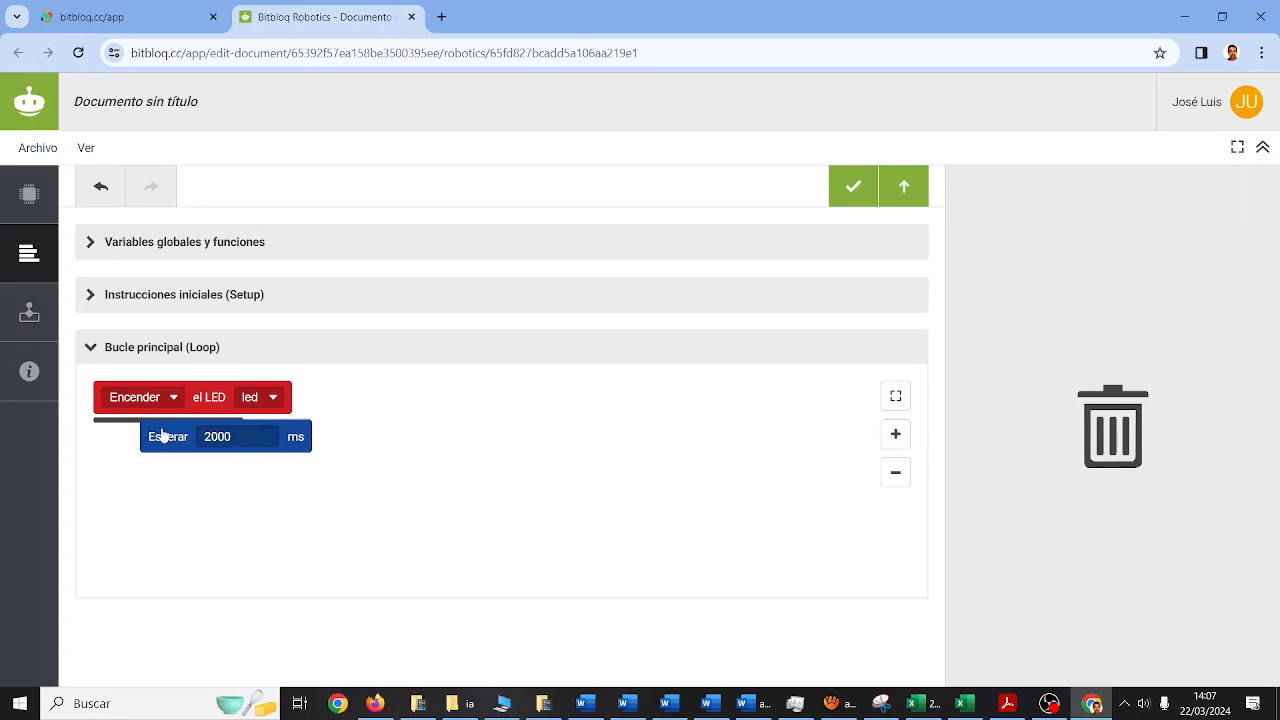 bitbloq.cc/app
Bitbloq Robotics - Documento
bitbloq.cc/app/edit-document/65392f57ea158be3500395ee/robotics/65fd827bcadd5a106aa219e1
Documento sin título
José Luis
JU
Archivo
Ver
Variables globales y funciones
Instrucciones iniciales (Setup)
Bucle principal (Loop)
Encender el LED led
Esperar 2000 ms
Buscar
ia
a...
a...
2...
14:07
22/03/2024